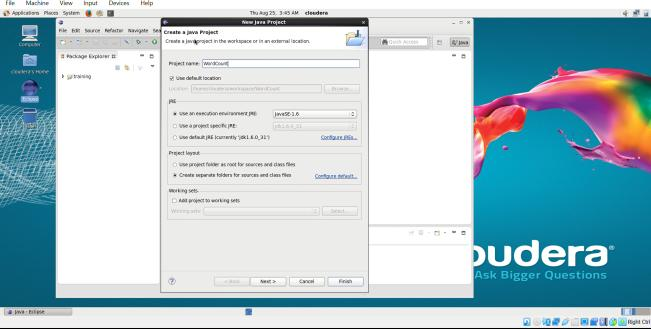 File Machine View Input Devices Help
Applications Places System Thu Aug 25, 3:45 AM cloudera
Computer
cloudera's Home
Eclipse
New Java Project
File Edit Source Refactor Navigate Sea
Quick Access
Java
Package Explorer
training
Create a Java Project
Create a Java project in the workspace or in an external location.
Project name: WordCount
Use default location
Location: /home/cloudera/workspace/WordCount Browse...
JRE
Use an execution environment JRE: JavaSE-1.6
Use a project specific JRE: jdk1.6.0_31
Use default JRE (currently 'jdk1.6.0_31') Configure JREs...
Project layout
Use project folder as root for sources and class files
Create separate folders for sources and class files Configure default...
Working sets
Add project to working sets
Working sets: Select...
< Back Next > Cancel Finish
cloudera
Ask Bigger Questions
Java - Eclipse
Right Ctrl